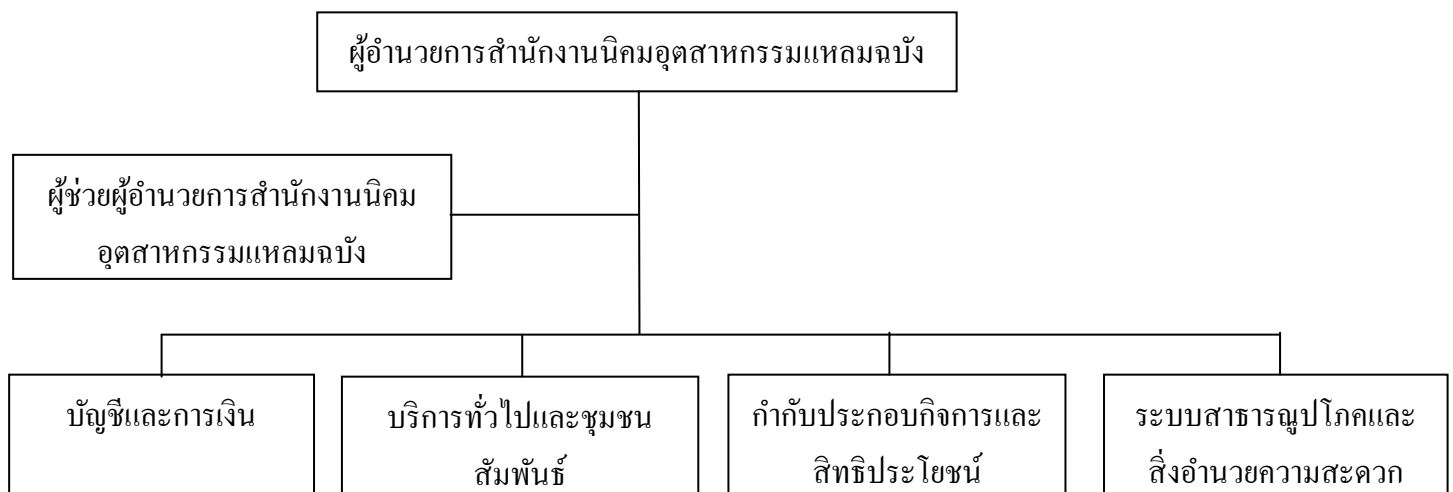 ผู้อำนวยการสำนักงานนิคมอุตสาหกรรมแหลมฉบัง
ผู้ช่วยผู้อำนวยการสำนักงานนิคม
อุตสาหกรรมแหลมฉบัง
บัญชีและการเงิน
บริการทั่วไปและชุมชน
สัมพันธ์
กำกับประกอบกิจการและ
สิทธิประโยชน์
ระบบสาธารณูปโภคและ
สิ่งอำนวยความสะดวก